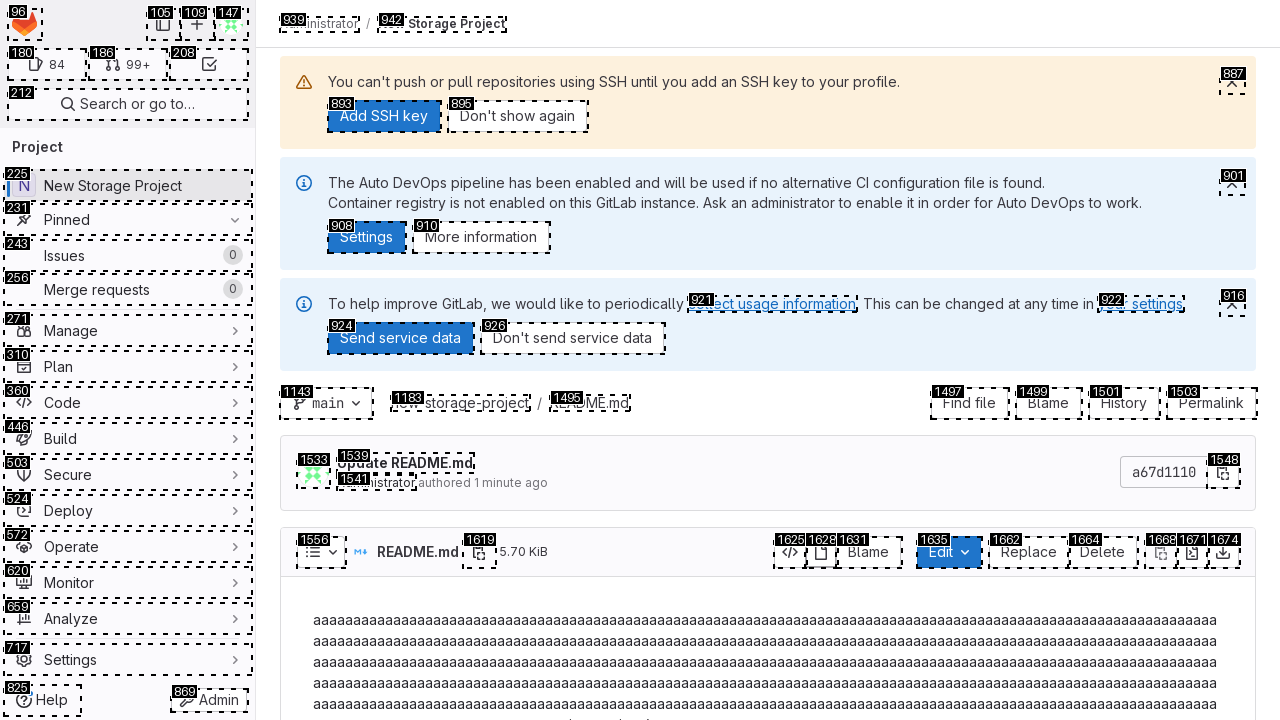 96
105
109
147
180
84
186
99+
208
212
Search or go to…
Project
225
N
New Storage Project
231
Pinned
243
Issues
0
256
Merge requests
0
271
Manage
310
Plan
360
Code
446
Build
503
Secure
524
Deploy
572
Operate
620
Monitor
659
Analyze
717
Settings
825
Help
869
Admin
939
Administrator / 942 Storage Project
You can't push or pull repositories using SSH until you add an SSH key to your profile.
887
893
Add SSH key
895
Don't show again
The Auto DevOps pipeline has been enabled and will be used if no alternative CI configuration file is found.
Container registry is not enabled on this GitLab instance. Ask an administrator to enable it in order for Auto DevOps to work.
901
908
Settings
910
More information
To help improve GitLab, we would like to periodically 921 collect usage information. This can be changed at any time in 922 your settings.
916
924
Send service data
926
Don't send service data
1143
main
1183
new-storage-project / 1495 README.md
1497
Find file
1499
Blame
1501
History
1503
Permalink
1533
1539
Update README.md
1541
Administrator authored 1 minute ago
a67d1110
1548
1556
README.md
1619
5.70 KiB
1625
1628
1631
Blame
1635
Edit
1662
Replace
1664
Delete
1668
1671
1674